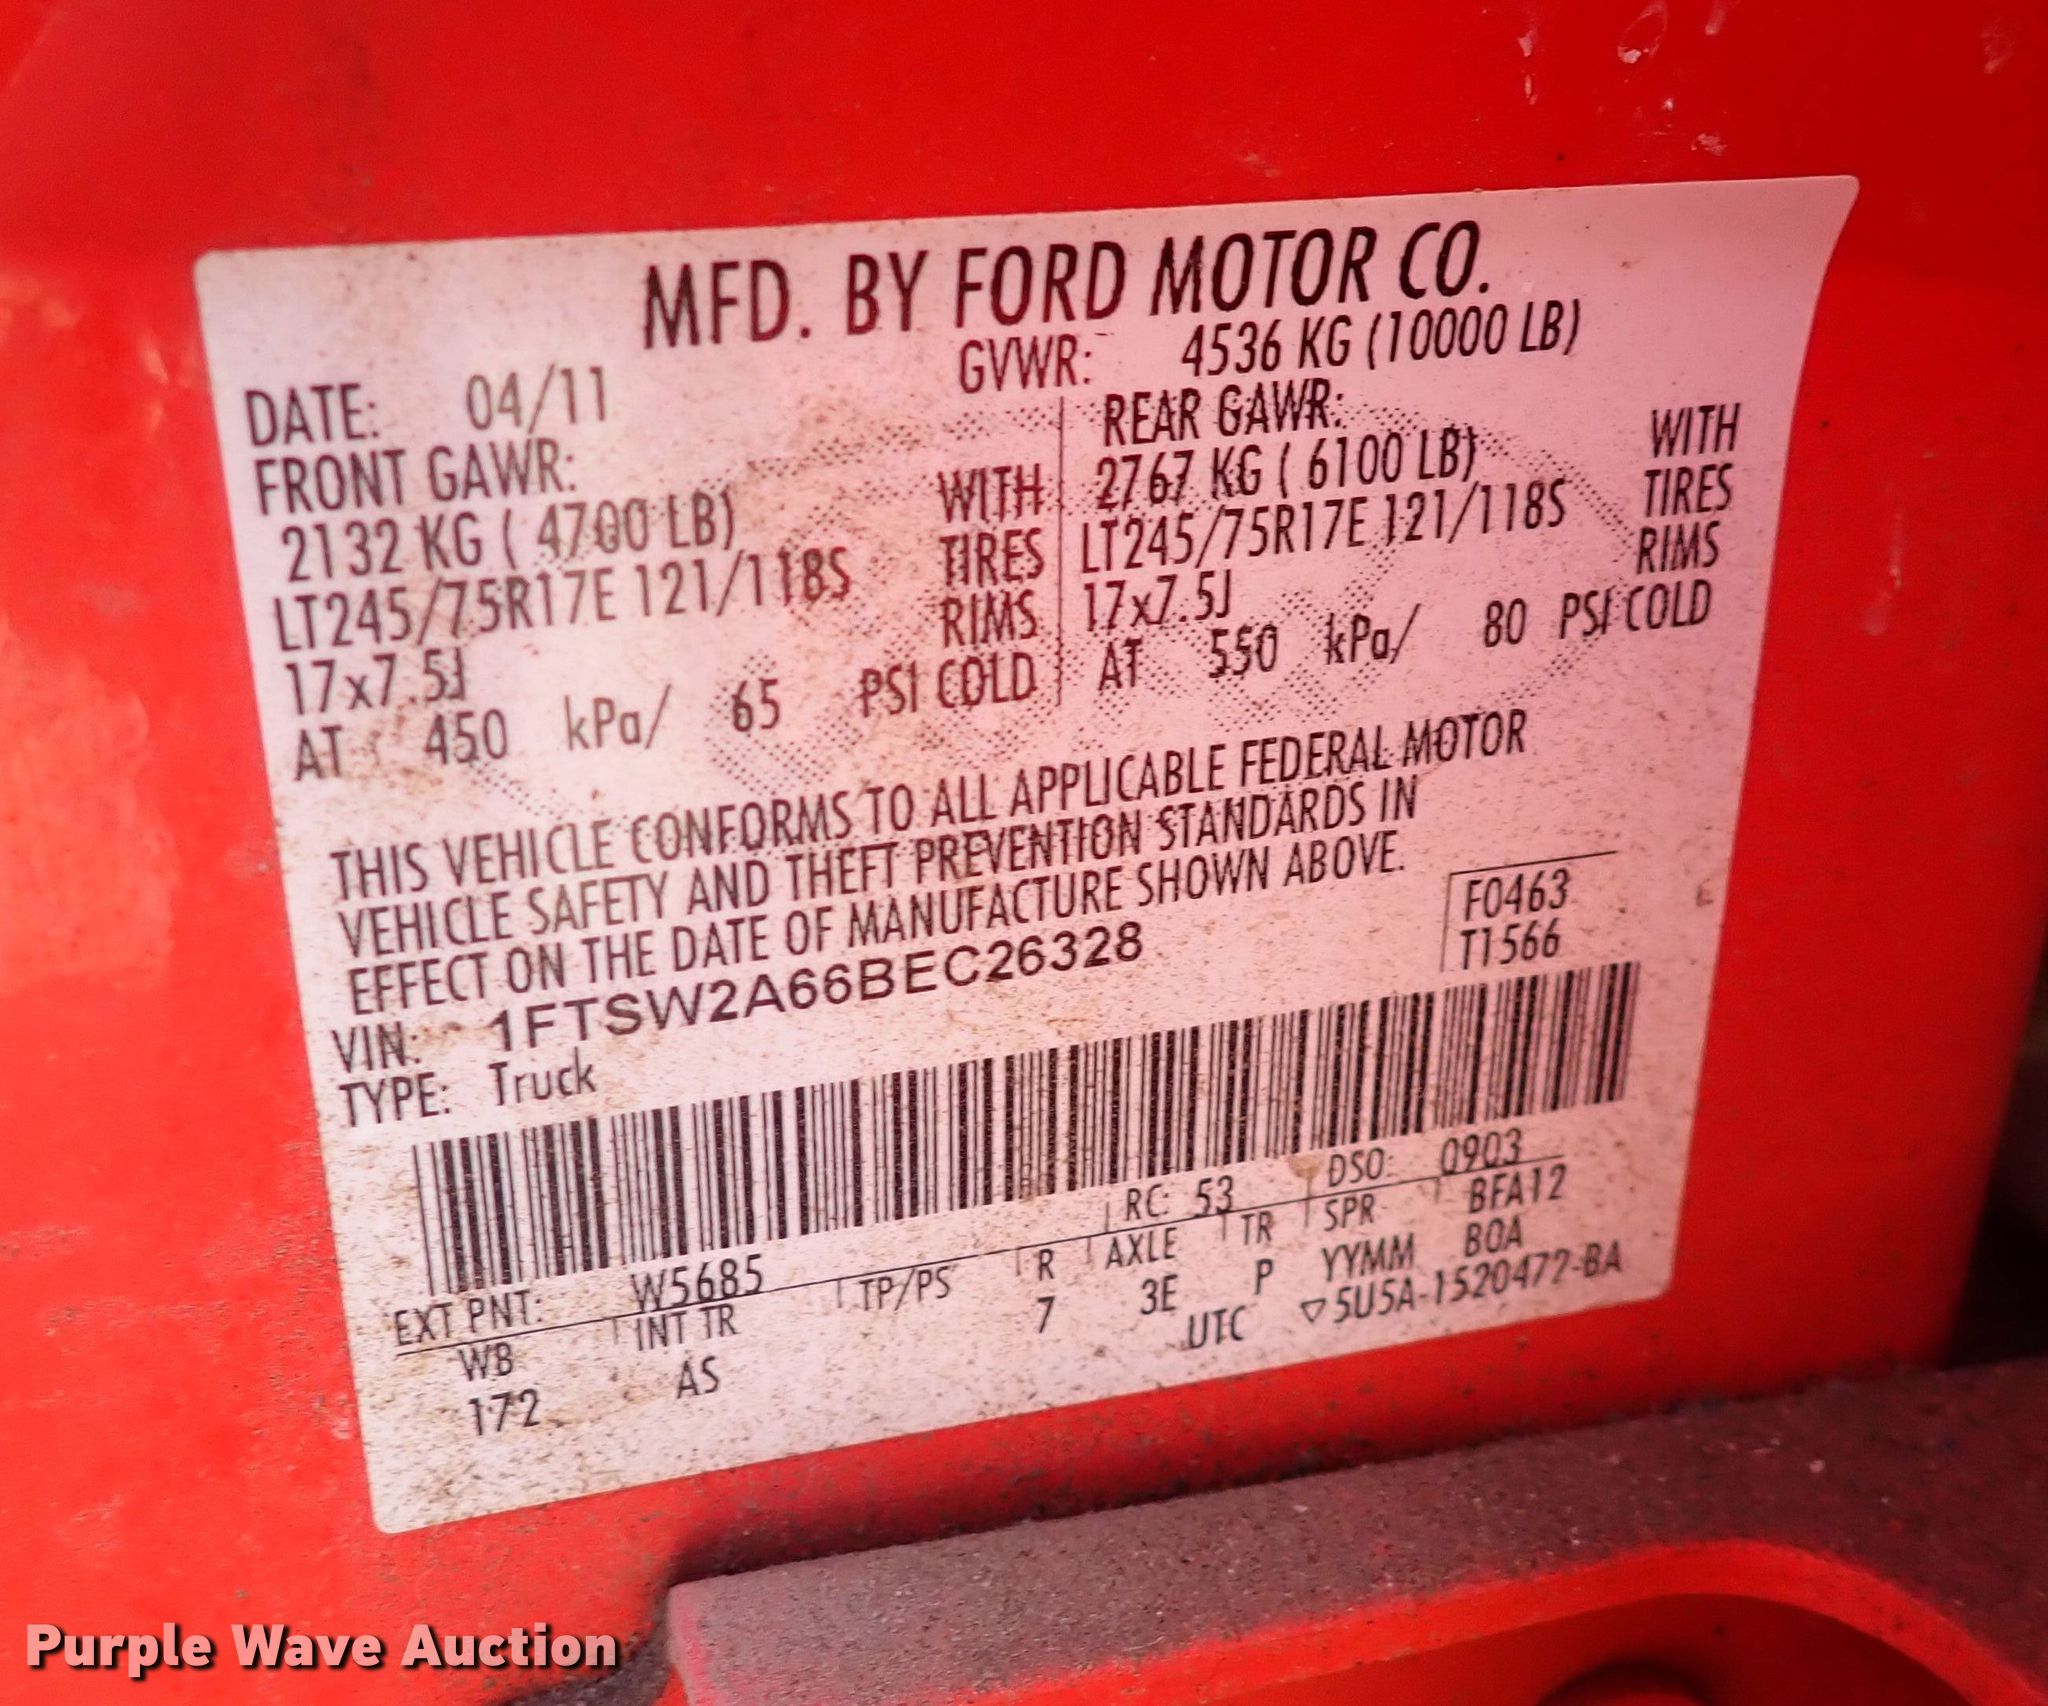 MFD. BY FORD MOTOR CO.
DATE: 04/11
GVWR: 4536 KG (10000 LB)
FRONT GAWR:
2132 KG ( 4700 LB) WITH
LT245/75R17E 121/118S TIRES
17x7.5J RIMS
AT 450 kPa/ 65 PSI COLD
REAR GAWR:
2767 KG ( 6100 LB) WITH
LT245/75R17E 121/118S TIRES
17x7.5J RIMS
AT 550 kPa/ 80 PSI COLD
THIS VEHICLE CONFORMS TO ALL APPLICABLE FEDERAL MOTOR
VEHICLE SAFETY AND THEFT PREVENTION STANDARDS IN
EFFECT ON THE DATE OF MANUFACTURE SHOWN ABOVE.
F0463
T1566
VIN: 1FTSW2A66BEC26328
TYPE: Truck
EXT PNT: W5685 RC: 53 DSO: 0903
WB INT TR TP/PS R AXLE TR SPR BFA12
172 AS 7 3E P YYMM BOA
UTC ▽5U5A-1520472-BA
Purple Wave Auction